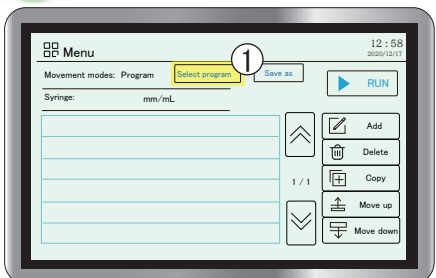 Menu
12 : 58
2020/12/17
Movement modes: Program
Select program
1
Save as
RUN
Syringe: mm/mL
Add
Delete
1 / 1
Copy
Move up
Move down